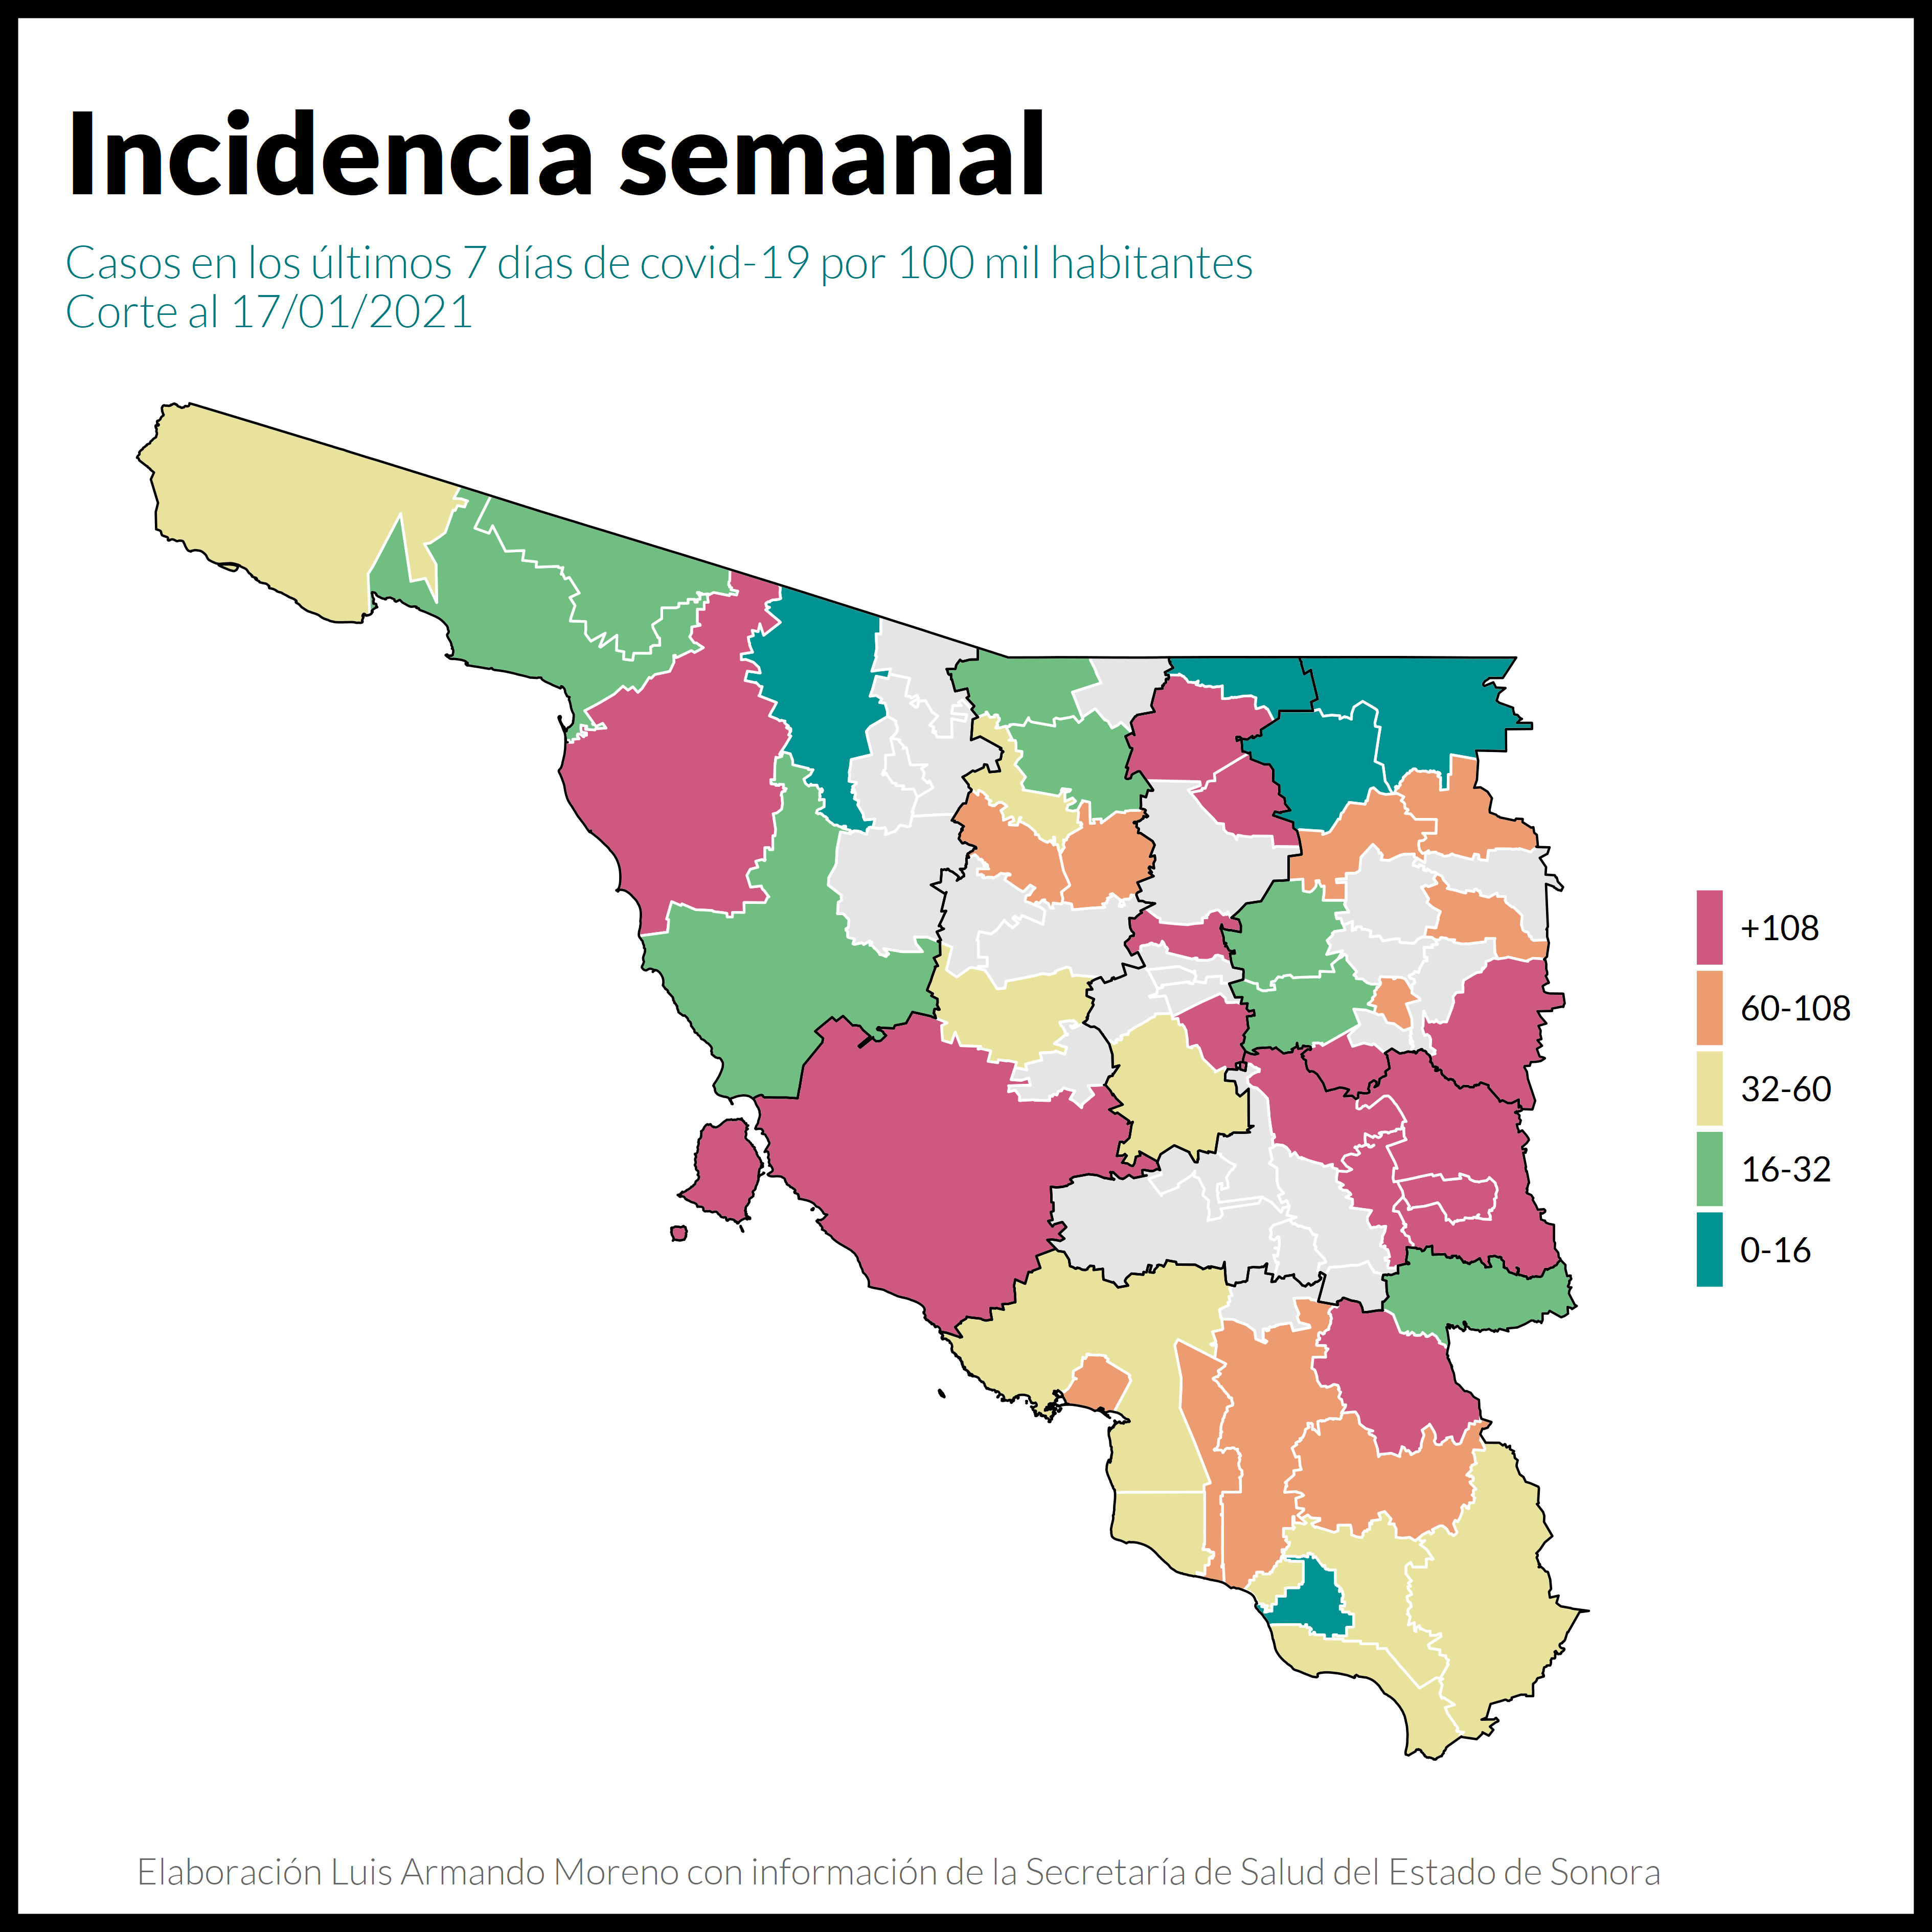 Incidencia semanal
Casos en los últimos 7 días de covid-19 por 100 mil habitantes
Corte al 17/01/2021
+108
60-108
32-60
16-32
0-16
Elaboración Luis Armando Moreno con información de la Secretaría de Salud del Estado de Sonora